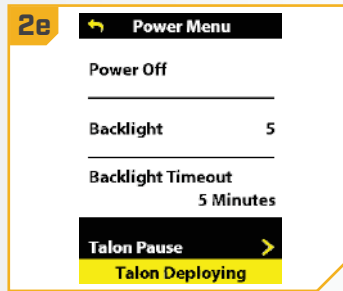 2e
Power Menu
Power Off
Backlight 5
Backlight Timeout
5 Minutes
Talon Pause
Talon Deploying